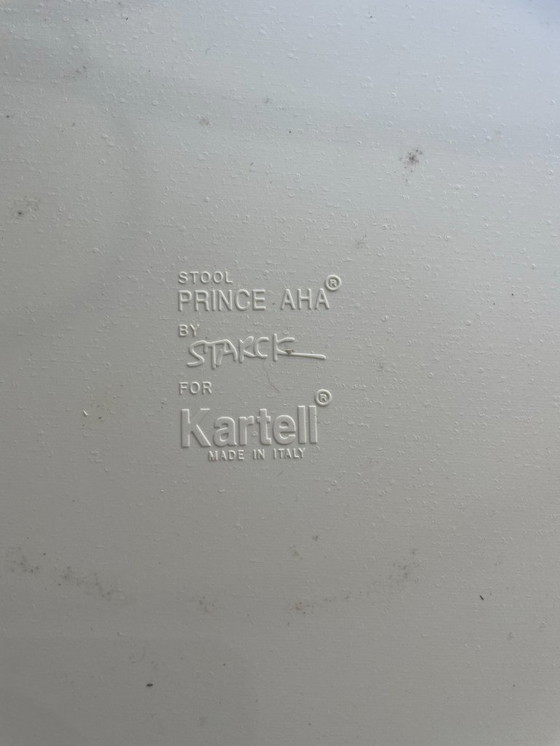 STOOL
PRINCE AHA®
BY
STARCK
FOR
Kartell®
MADE IN ITALY